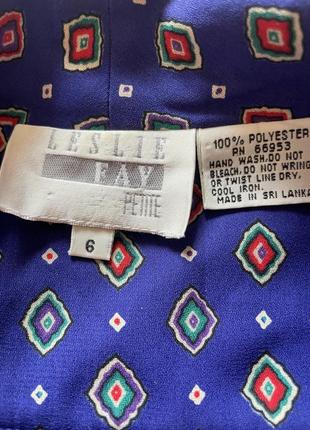 LESLIE
FAY
PETITE
6
100% POLYESTER
PN 66953
HAND WASH, DO NOT
BLEACH, DO NOT WRING
OR TWIST LINE DRY,
COOL IRON.
MADE IN SRI LANKA